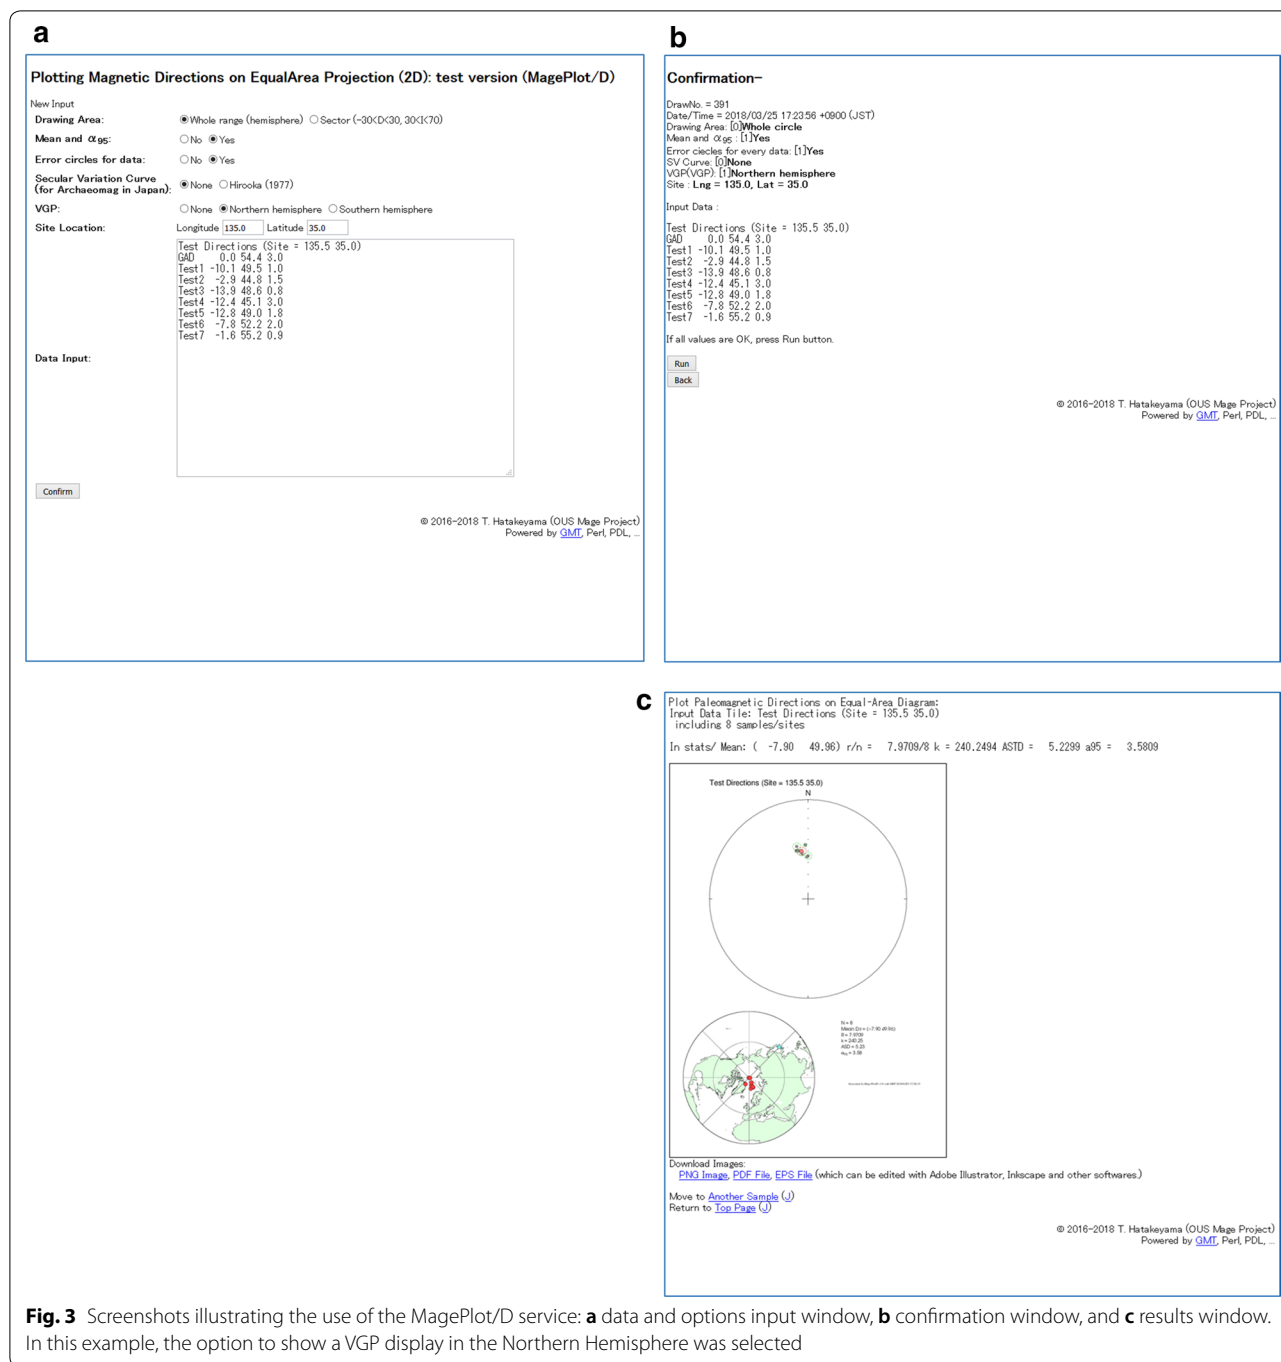 a
Plotting Magnetic Directions on EqualArea Projection (2D): test version (MagePlot/D)
New Input
Drawing Area: Whole range (hemisphere) Sector (-30<D<30, 30<I<70)
Mean and α95: No Yes
Error circles for data: No Yes
Secular Variation Curve
(for Archaeomag in Japan): None Hirooka (1977)
VGP: None Northern hemisphere Southern hemisphere
Site Location: Longitude 135.0 Latitude 35.0
Test Directions (Site = 135.5 35.0)
GAD 0.0 54.4 3.0
Test1 -10.1 49.5 1.0
Test2 -2.9 44.8 1.5
Test3 -13.9 48.6 0.8
Test4 -12.4 45.1 3.0
Test5 -12.8 49.0 1.8
Test6 -7.8 52.2 2.0
Test7 -1.6 55.2 0.9
Data Input:
Confirm
© 2016-2018 T. Hatakeyama (OUS Mage Project)
Powered by GMT, Perl, PDL, ...
b
Confirmation-
DrawNo. = 391
Date/Time = 2018/03/25 17:23:56 +0900 (JST)
Drawing Area: [0]Whole circle
Mean and α95 : [1]Yes
Error ciecles for every data: [1]Yes
SV Curve: [0]None
VGP(VGP): [1]Northern hemisphere
Site : Lng = 135.0, Lat = 35.0
Input Data :
Test Directions (Site = 135.5 35.0)
GAD 0.0 54.4 3.0
Test1 -10.1 49.5 1.0
Test2 -2.9 44.8 1.5
Test3 -13.9 48.6 0.8
Test4 -12.4 45.1 3.0
Test5 -12.8 49.0 1.8
Test6 -7.8 52.2 2.0
Test7 -1.6 55.2 0.9
If all values are OK, press Run button.
Run
Back
© 2016-2018 T. Hatakeyama (OUS Mage Project)
Powered by GMT, Perl, PDL, ...
c
Plot Paleomagnetic Directions on Equal-Area Diagram:
Input Data Tile: Test Directions (Site = 135.5 35.0)
including 8 samples/sites
In stats/ Mean: ( -7.90 49.96) r/n = 7.9709/8 k = 240.2494 ASTD = 5.2299 a95 = 3.5809
Test Directions (Site = 135.5 35.0)
N
N = 8
Mean Dir = (-7.90 49.96)
R = 7.9709
k = 240.25
ASD = 5.23
α95 = 3.58
Download Images:
PNG Image, PDF File, EPS File (which can be edited with Adobe Illustrator, Inkscape and other softwares.)
Move to Another Sample (J)
Return to Top Page (J)
© 2016-2018 T. Hatakeyama (OUS Mage Project)
Powered by GMT, Perl, PDL, ...
Fig. 3 Screenshots illustrating the use of the MagePlot/D service: a data and options input window, b confirmation window, and c results window.
In this example, the option to show a VGP display in the Northern Hemisphere was selected